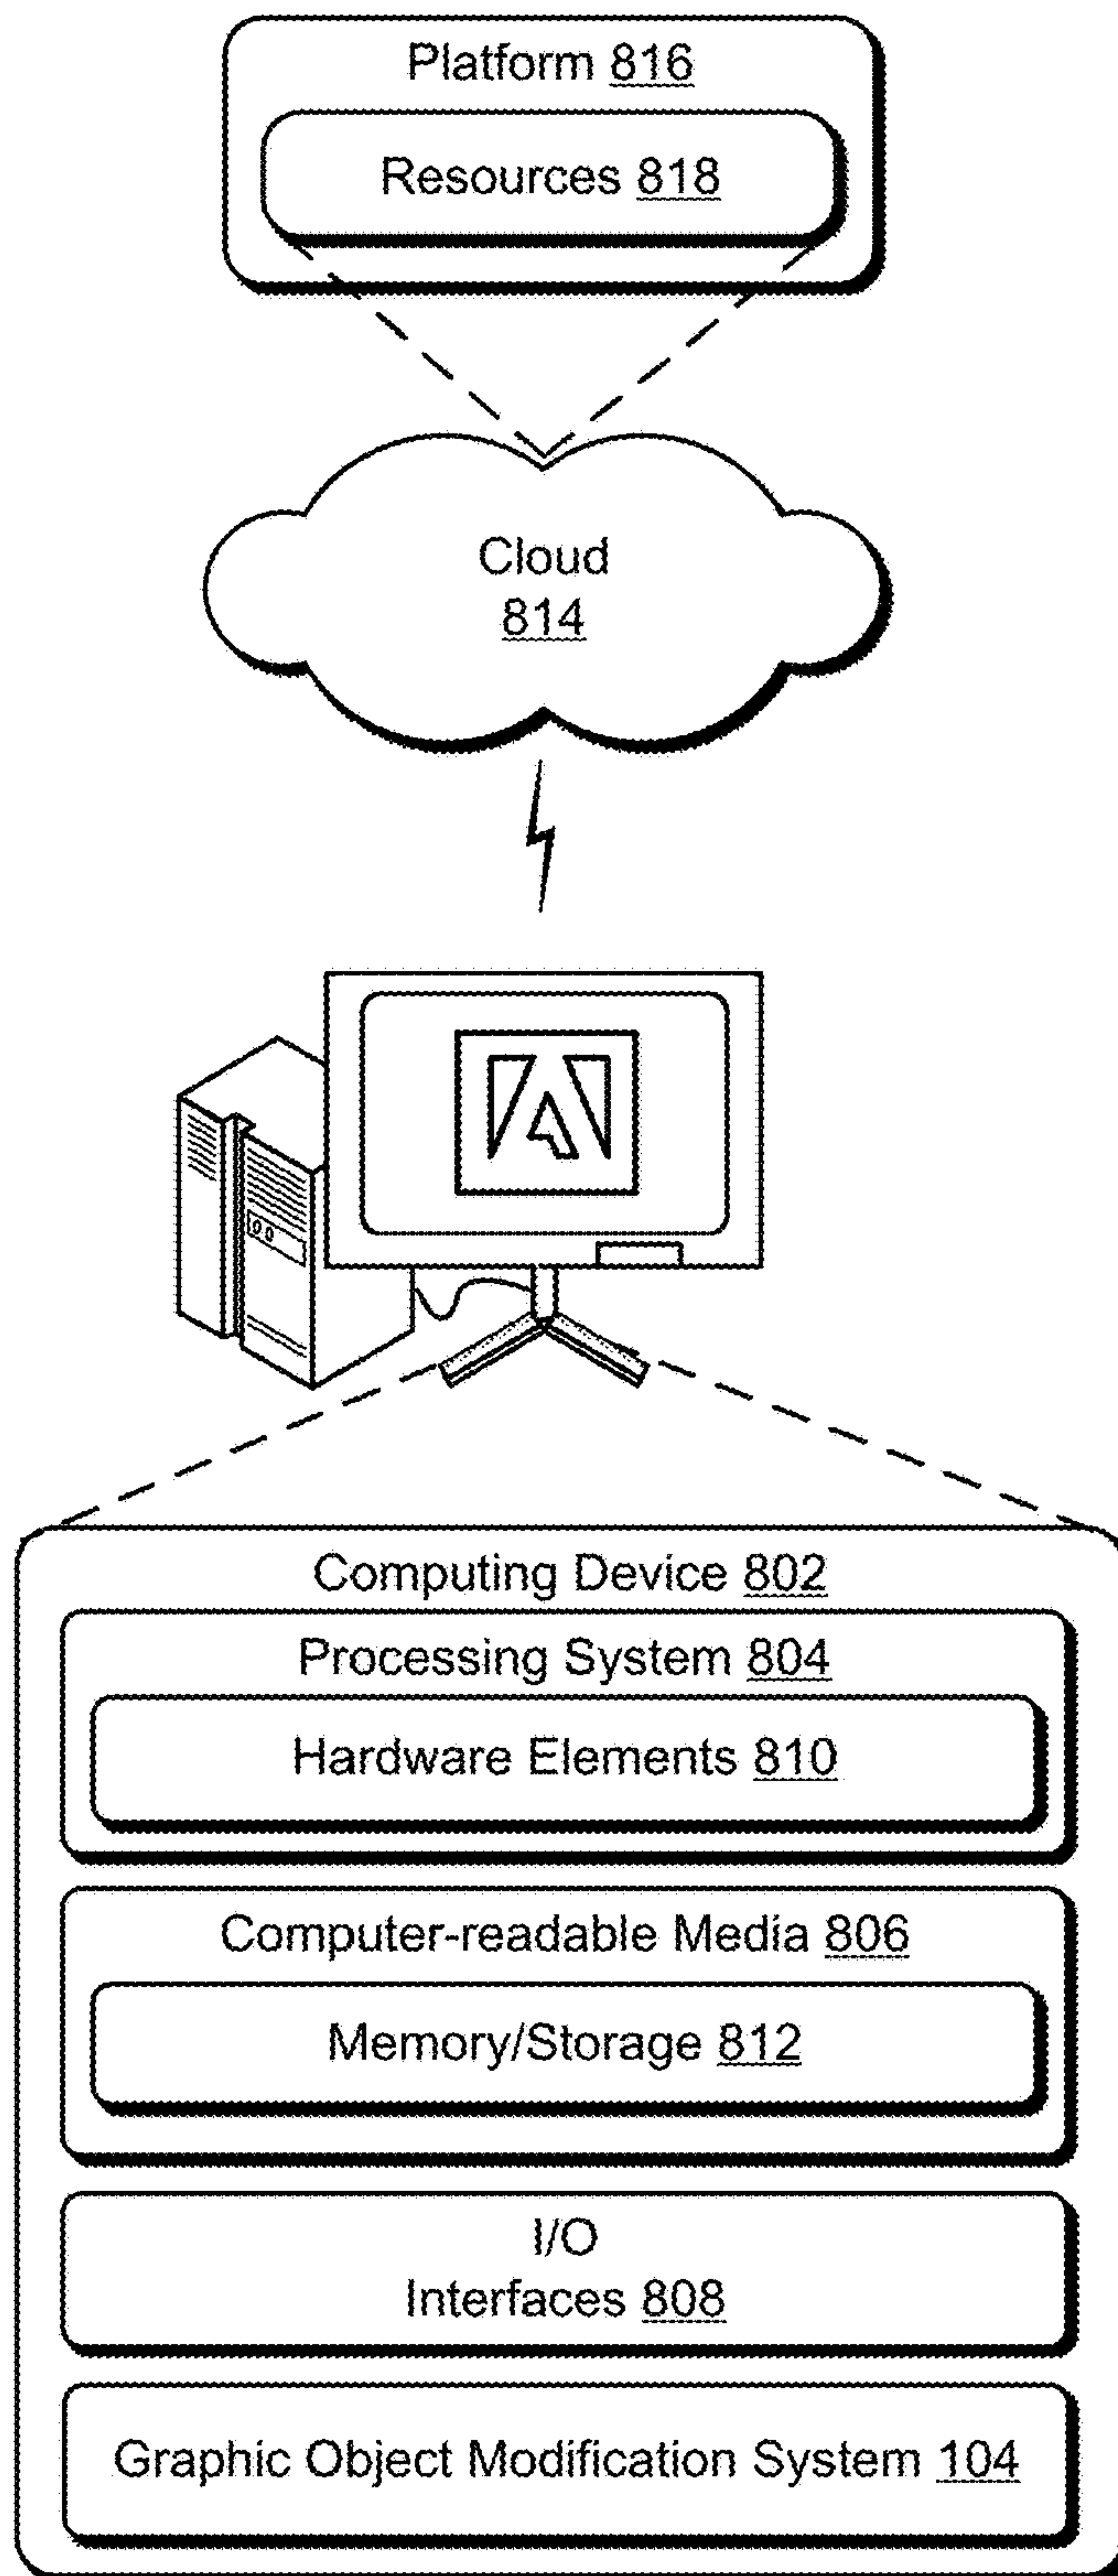 Platform 816
Resources 818
Cloud
814
Computing Device 802
Processing System 804
Hardware Elements 810
Computer-readable Media 806
Memory/Storage 812
I/O
Interfaces 808
Graphic Object Modification System 104